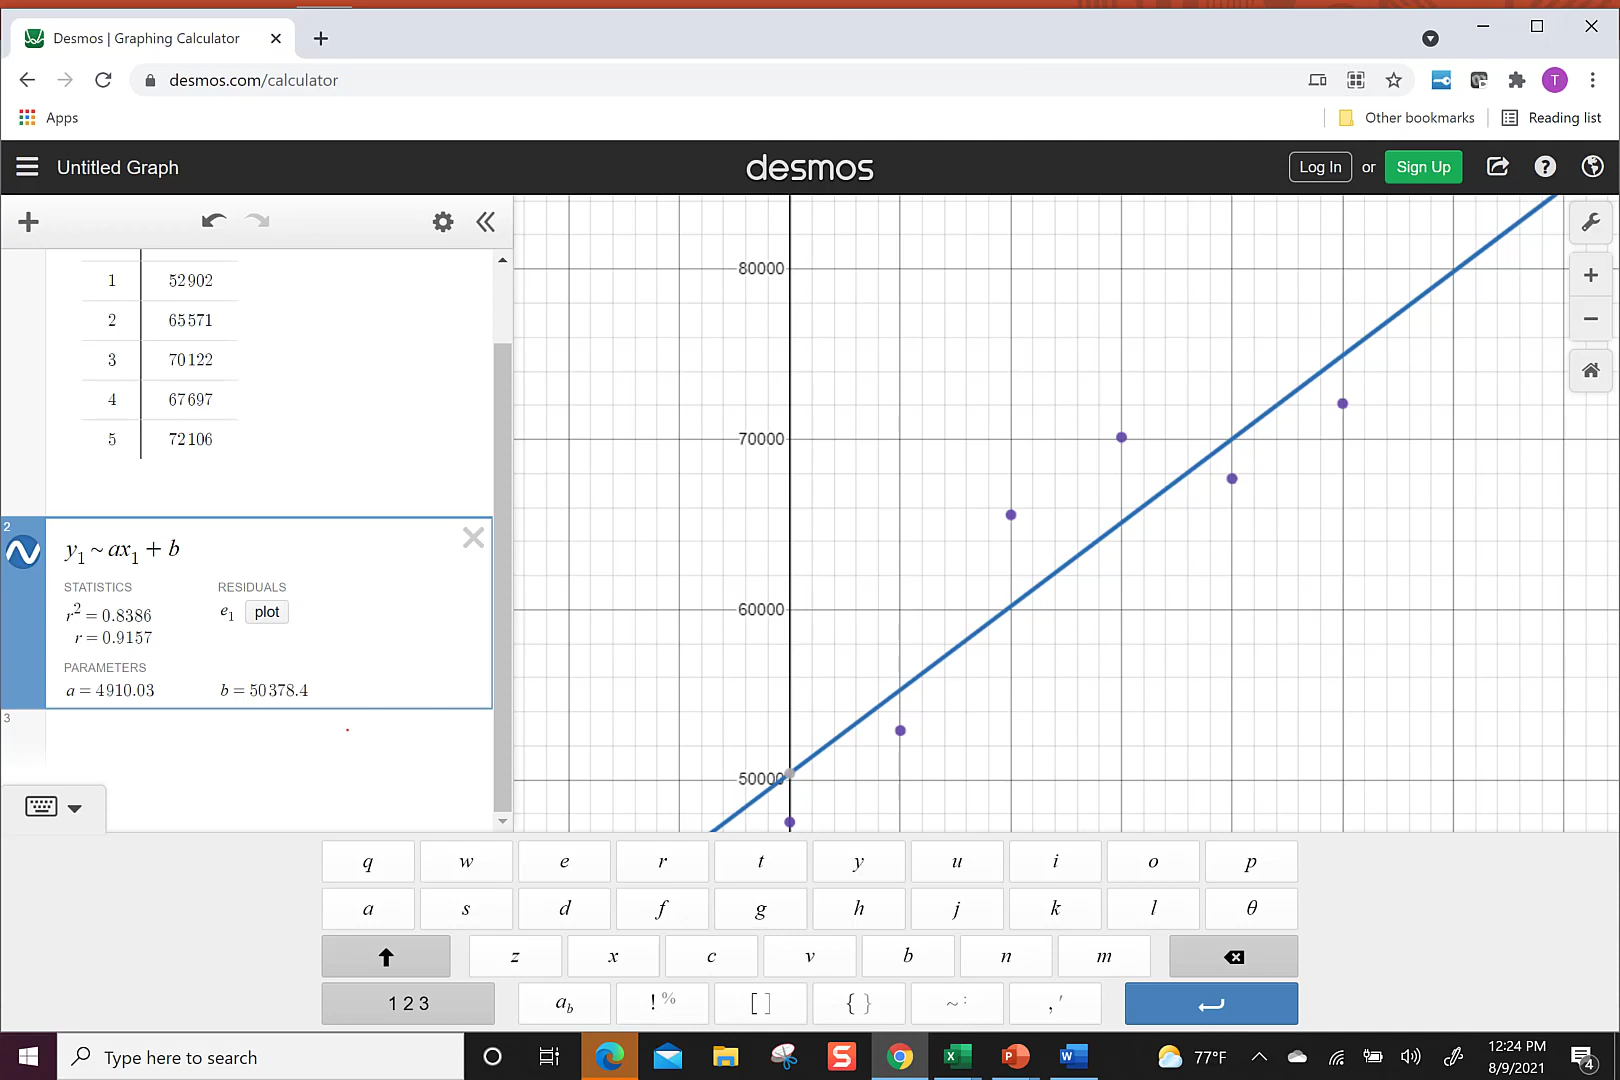 Desmos | Graphing Calculator
desmos.com/calculator
T
Apps
Other bookmarks
Reading list
Untitled Graph
desmos
Log In or Sign Up
1 52902
2 65571
3 70122
4 67697
5 72106
2
y₁ ~ ax₁ + b
STATISTICS RESIDUALS
r² = 0.8386 e₁ plot
r = 0.9157
PARAMETERS
a = 4910.03 b = 50378.4
3
80000
70000
60000
50000
q w e r t y u i o p
a s d f g h j k l θ
z x c v b n m
1 2 3 a_b ! % [ ] { } ~ : , '
Type here to search
S
X
P
W
77°F
12:24 PM
8/9/2021
4